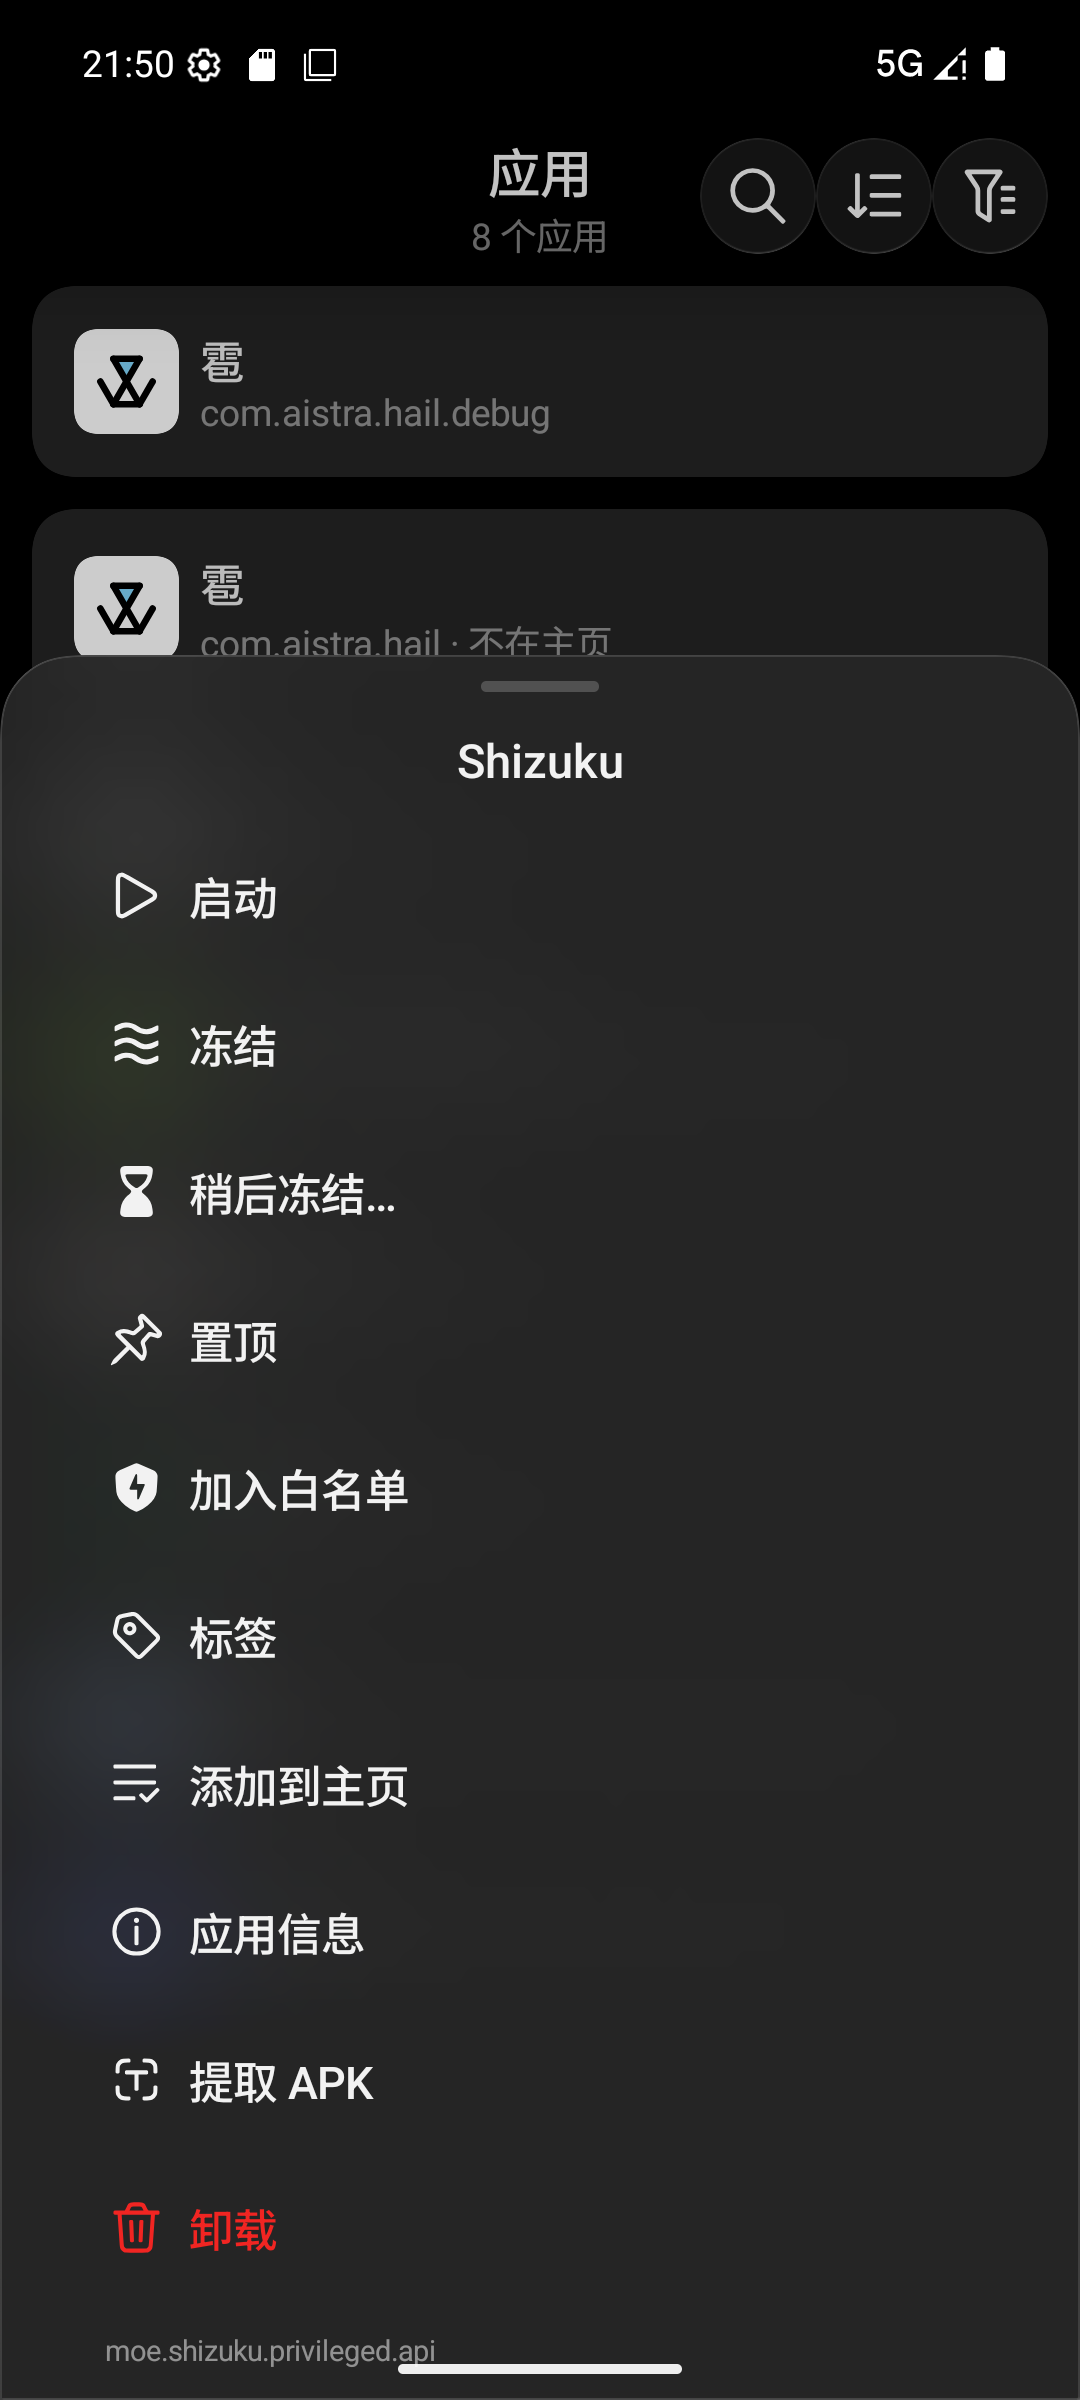 21:50
5G
应用
8 个应用
雹
com.aistra.hail.debug
雹
com.aistra.hail · 不在主页
Shizuku
启动
冻结
稍后冻结...
置顶
加入白名单
标签
添加到主页
应用信息
提取 APK
卸载
moe.shizuku.privileged.api